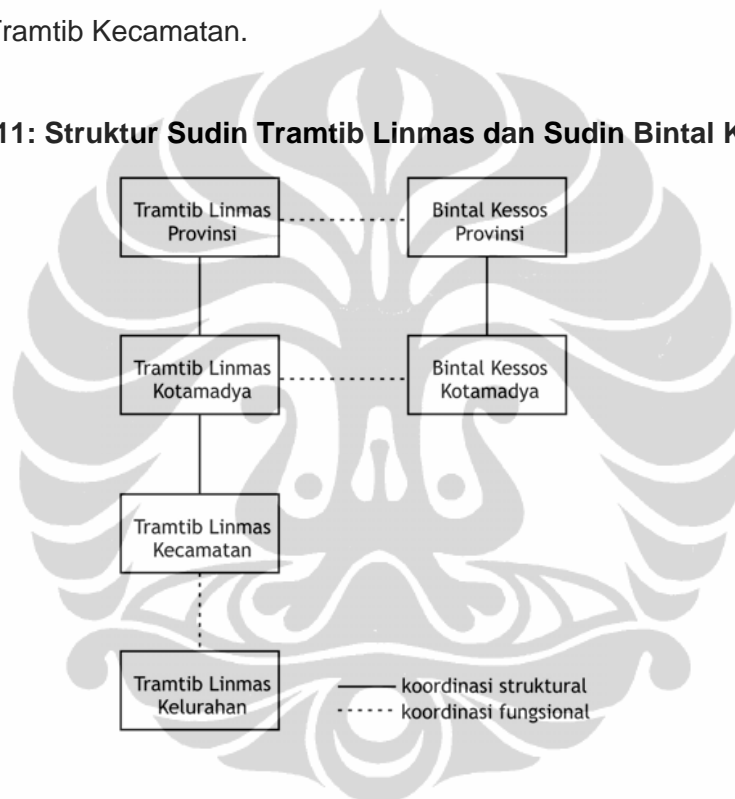 Tramtib Kecamatan.
11: Struktur Sudin Tramtib Linmas dan Sudin Bintal K
Tramtib Linmas
Provinsi
Bintal Kessos
Provinsi
Tramtib Linmas
Kotamadya
Bintal Kessos
Kotamadya
Tramtib Linmas
Kecamatan
Tramtib Linmas
Kelurahan
koordinasi struktural
koordinasi fungsional